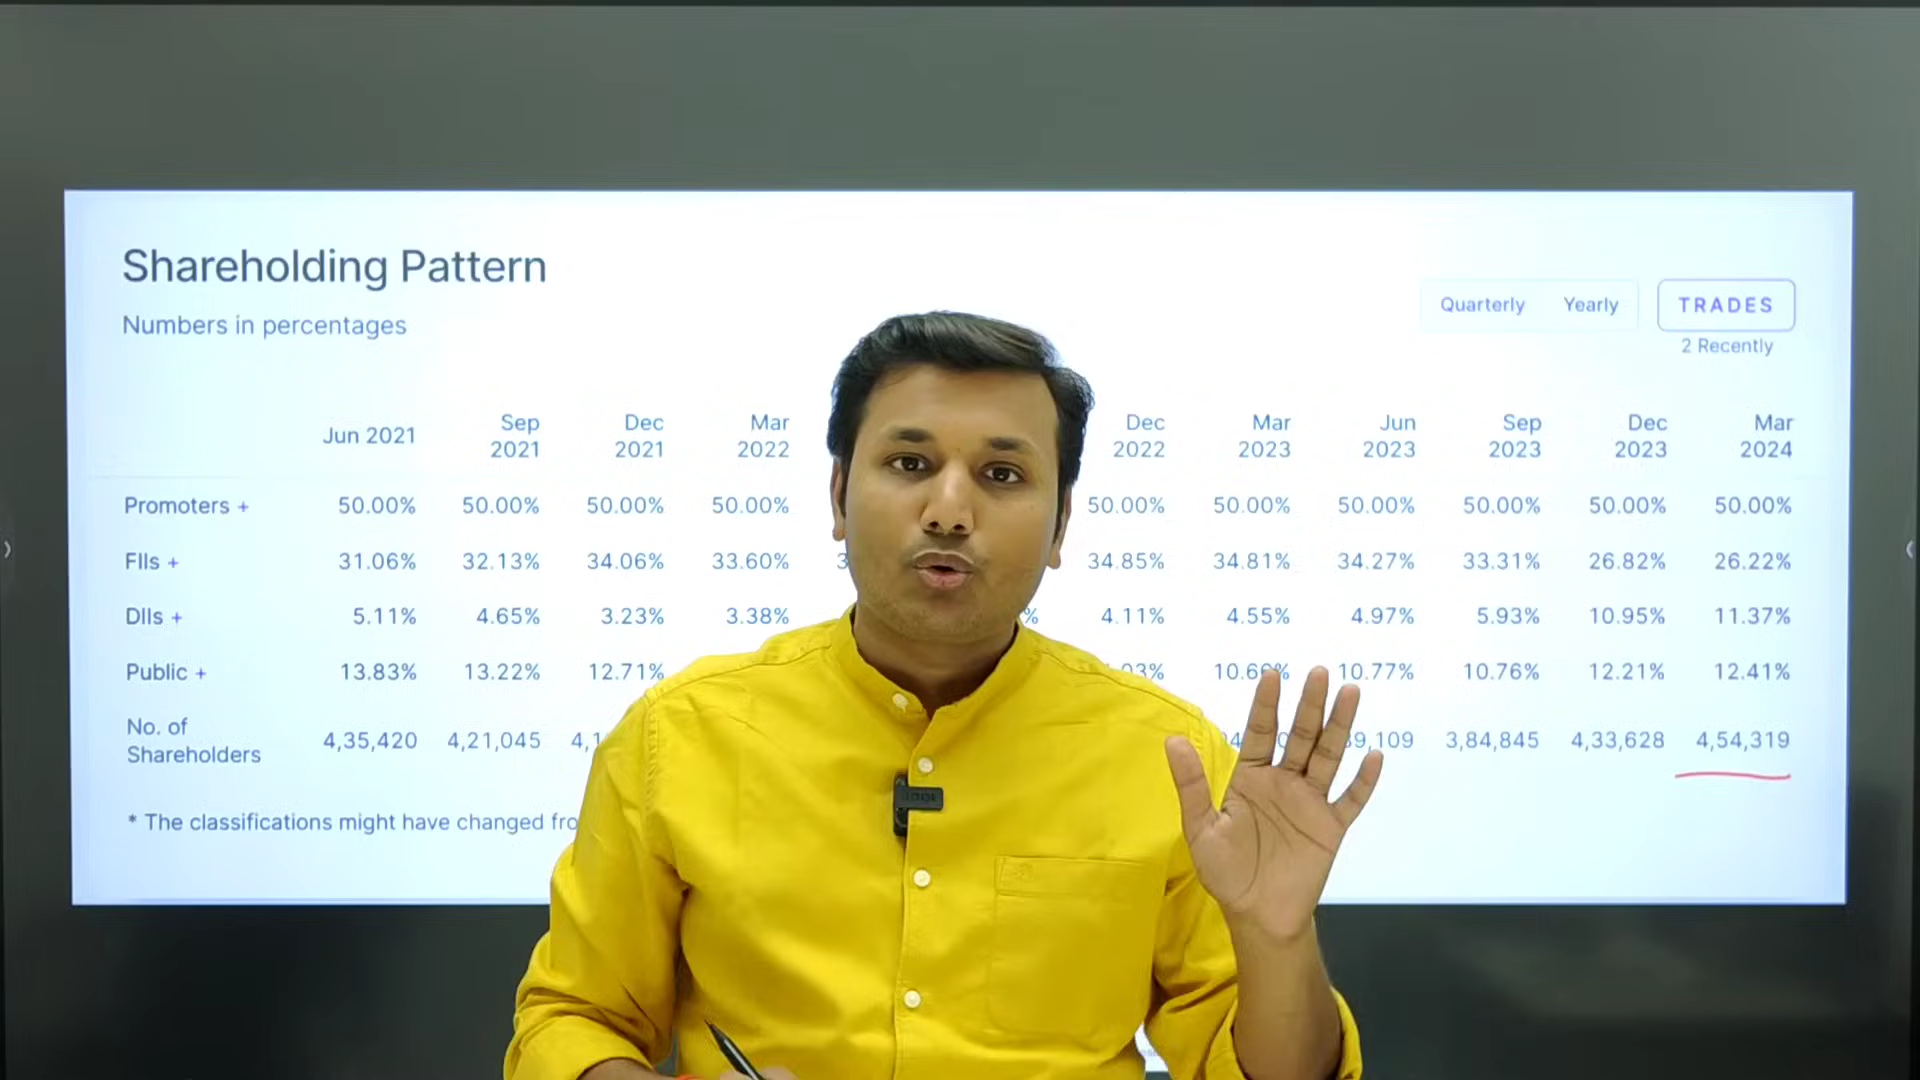 Shareholding Pattern
Numbers in percentages
Quarterly Yearly TRADES
2 Recently
Jun 2021 Sep 2021 Dec 2021 Mar 2022 Dec 2022 Mar 2023 Jun 2023 Sep 2023 Dec 2023 Mar 2024
Promoters + 50.00% 50.00% 50.00% 50.00% 50.00% 50.00% 50.00% 50.00% 50.00% 50.00%
FIIs + 31.06% 32.13% 34.06% 33.60% 34.85% 34.81% 34.27% 33.31% 26.82% 26.22%
DIIs + 5.11% 4.65% 3.23% 3.38% 4.11% 4.55% 4.97% 5.93% 10.95% 11.37%
Public + 13.83% 13.22% 12.71% 10.77% 10.76% 12.21% 12.41%
No. of
Shareholders 4,35,420 4,21,045 3,84,845 4,33,628 4,54,319
* The classifications might have changed